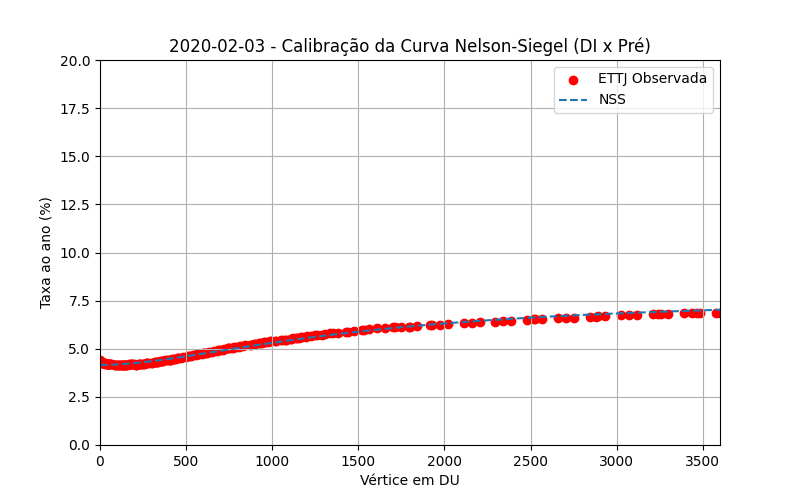 2020-02-03 - Calibração da Curva Nelson-Siegel (DI x Pré)
ETTJ Observada
NSS
Taxa ao ano (%)
20.0
17.5
15.0
12.5
10.0
7.5
5.0
2.5
0.0
0 500 1000 1500 2000 2500 3000 3500
Vértice em DU